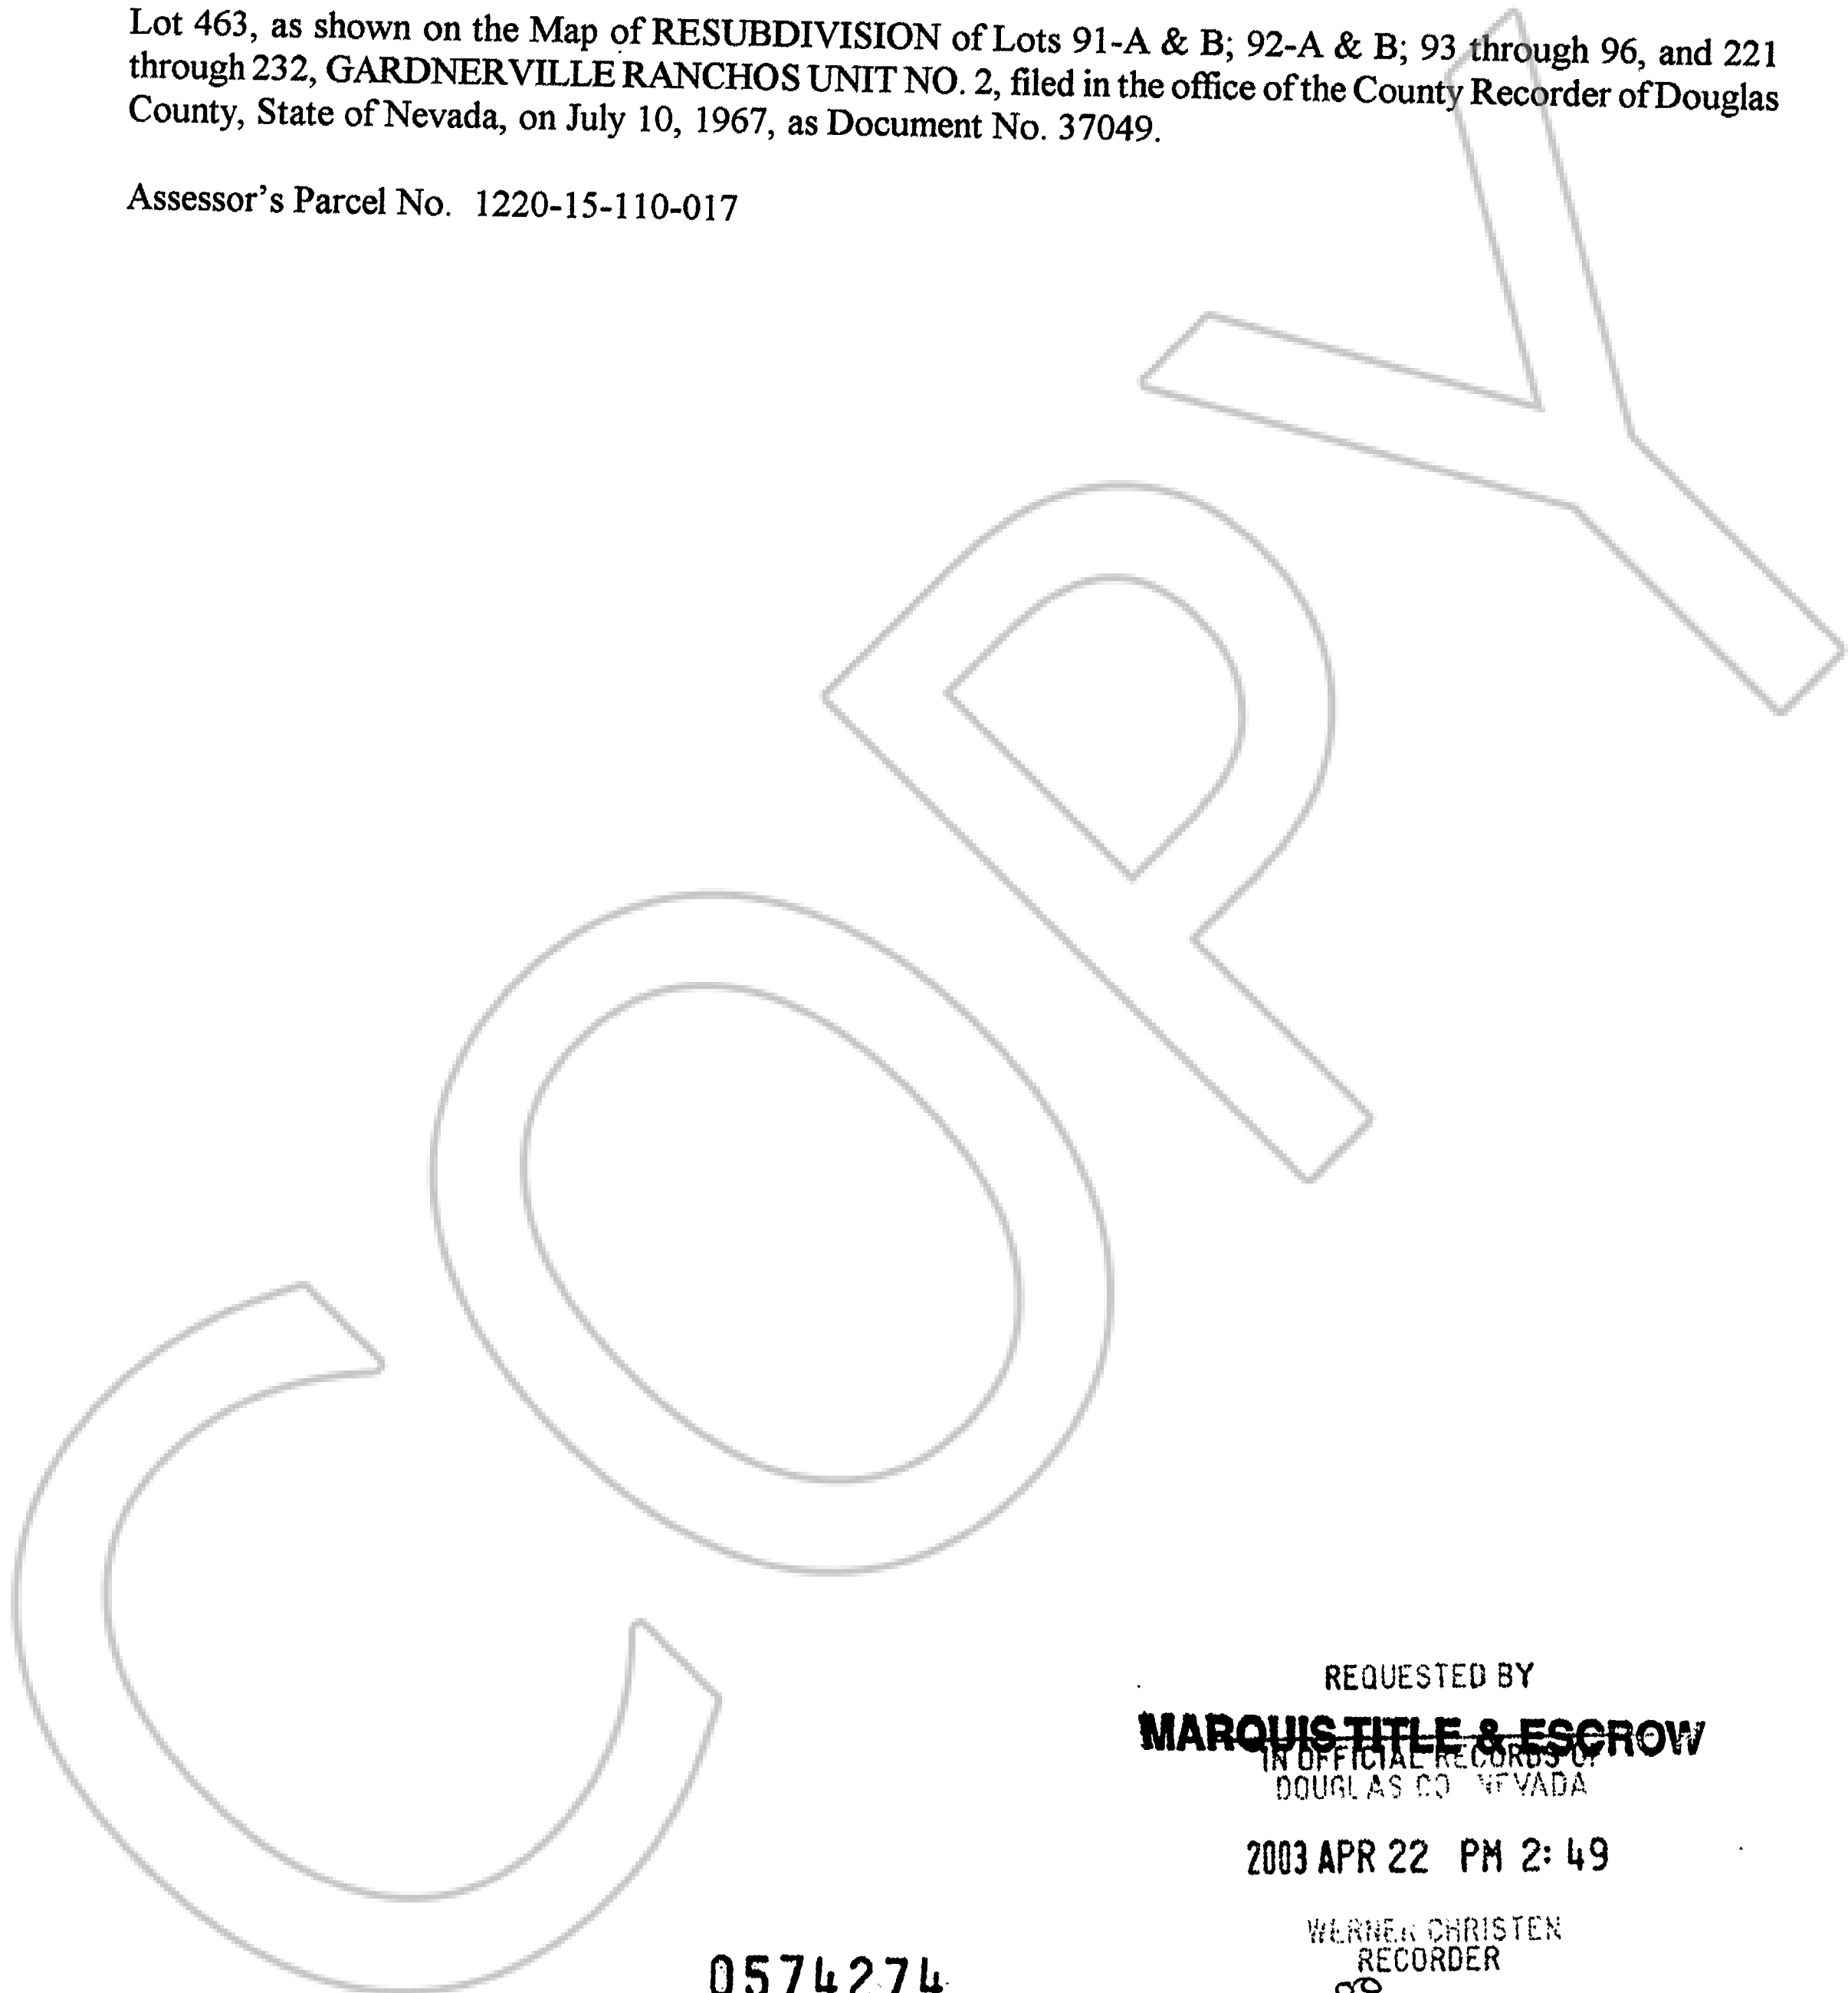 Lot 463, as shown on the Map of RESUBDIVISION of Lots 91-A & B; 92-A & B; 93 through 96, and 221
through 232, GARDNERVILLE RANCHOS UNIT NO. 2, filed in the office of the County Recorder of Douglas
County, State of Nevada, on July 10, 1967, as Document No. 37049.
Assessor's Parcel No. 1220-15-110-017
COPY
REQUESTED BY
MARQUIS TITLE & ESCROW
IN OFFICIAL RECORDS OF
DOUGLAS CO NEVADA
2003 APR 22 PM 2:49
WERNER CHRISTEN
RECORDER
0574274